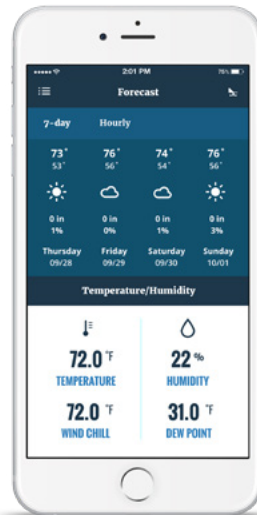 2:01 PM 76%
Forecast
7-day Hourly
73° 76° 74° 76°
53° 56° 54° 56°
0 in 0 in 0 in 0 in
1% 0% 1% 3%
Thursday Friday Saturday Sunday
09/28 09/29 09/30 10/01
Temperature/Humidity
72.0 °F 22 %
TEMPERATURE HUMIDITY
72.0 °F 31.0 °F
WIND CHILL DEW POINT